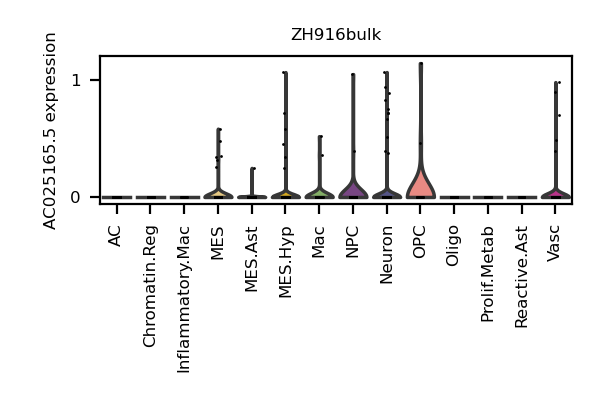 ZH916bulk
AC025165.5 expression
1
0
AC
Chromatin.Reg
Inflammatory.Mac
MES
MES.Ast
MES.Hyp
Mac
NPC
Neuron
OPC
Oligo
Prolif.Metab
Reactive.Ast
Vasc